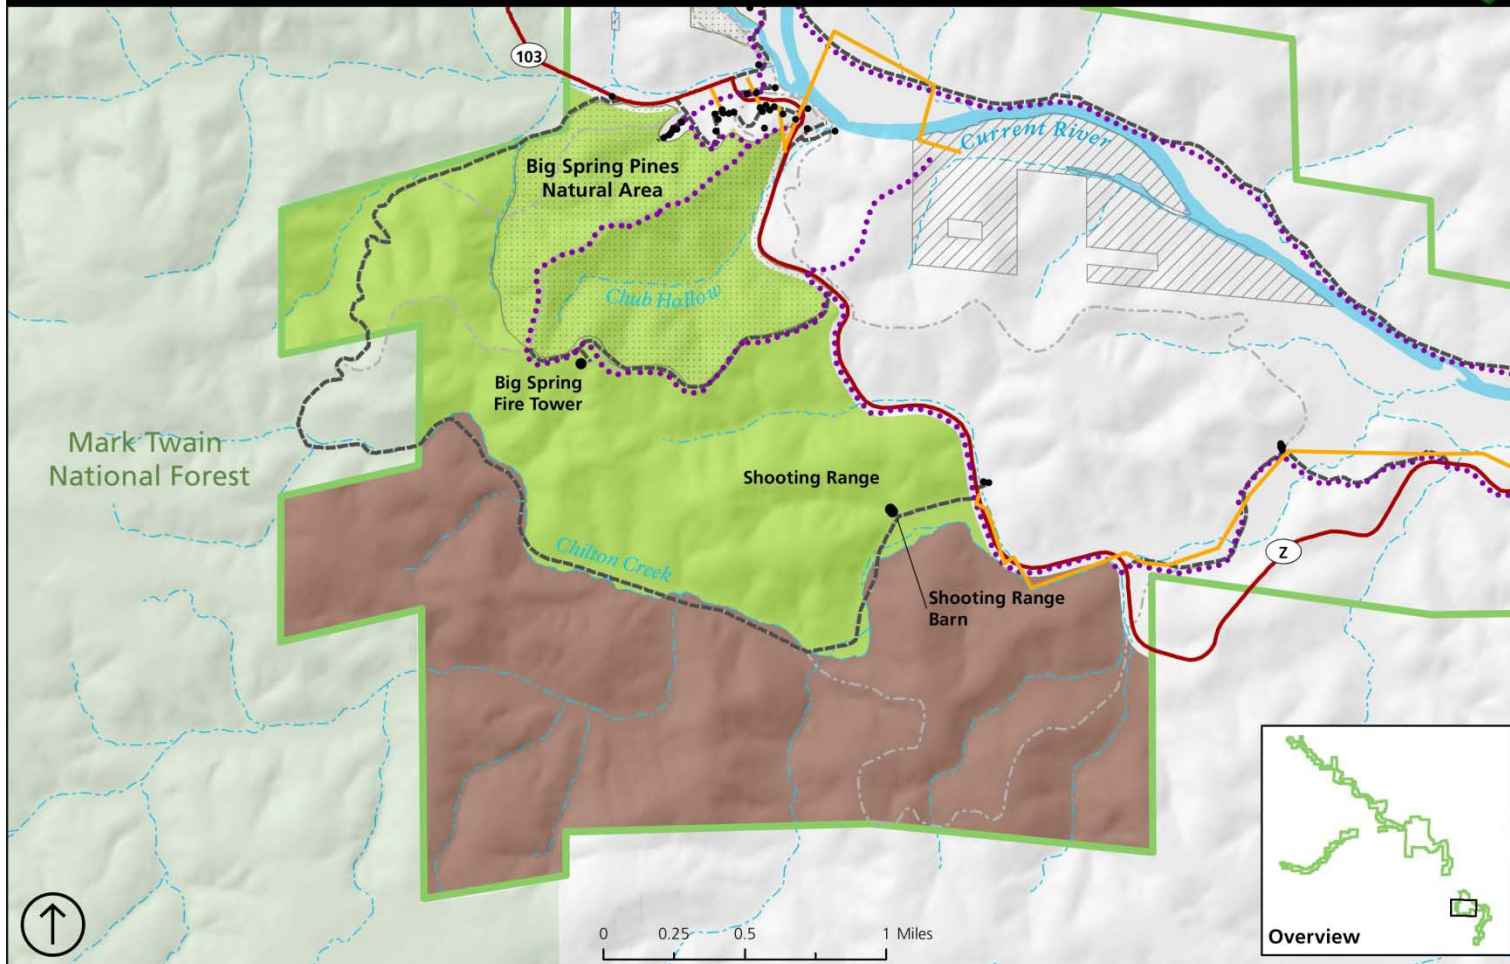 103
Current River
Big Spring Pines
Natural Area
Chub Hollow
Big Spring
Fire Tower
Mark Twain
National Forest
Shooting Range
Chilton Creek
Z
Shooting Range
Barn
0 0.25 0.5 1 Miles
Overview